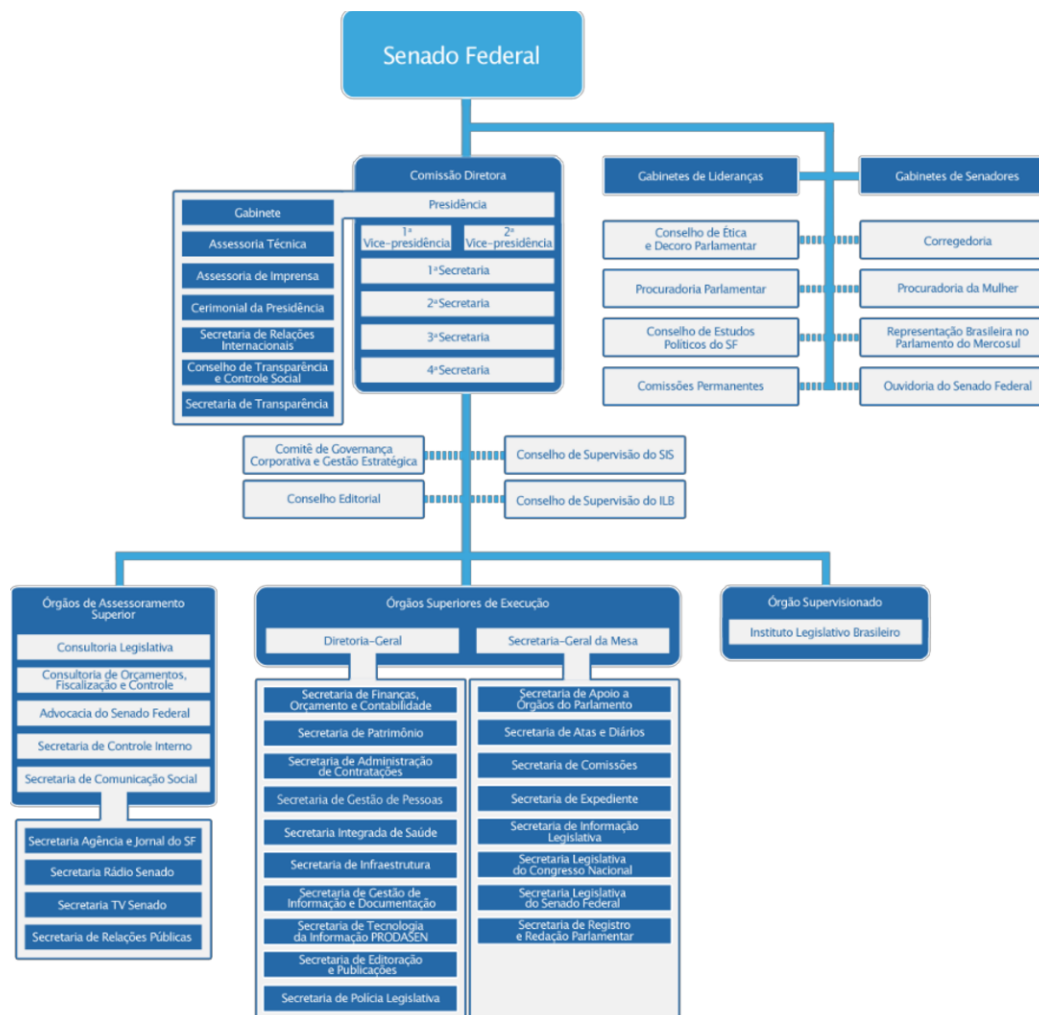 Senado Federal
Comissão Diretora
Presidência
1ª
Vice-presidência
2ª
Vice-presidência
1ª Secretaria
2ª Secretaria
3ª Secretaria
4ª Secretaria
Gabinete
Assessoria Técnica
Assessoria de Imprensa
Cerimonial da Presidência
Secretaria de Relações
Internacionais
Conselho de Transparência
e Controle Social
Secretaria de Transparência
Gabinetes de Lideranças
Gabinetes de Senadores
Conselho de Ética
e Decoro Parlamentar
Corregedoria
Procuradoria Parlamentar
Procuradoria da Mulher
Conselho de Estudos
Políticos do SF
Representação Brasileira no
Parlamento do Mercosul
Comissões Permanentes
Ouvidoria do Senado Federal
Comitê de Governança
Corporativa e Gestão Estratégica
Conselho de Supervisão do SIS
Conselho Editorial
Conselho de Supervisão do ILB
Órgãos de Assessoramento
Superior
Consultoria Legislativa
Consultoria de Orçamentos,
Fiscalização e Controle
Advocacia do Senado Federal
Secretaria de Controle Interno
Secretaria de Comunicação Social
Secretaria Agência e Jornal do SF
Secretaria Rádio Senado
Secretaria TV Senado
Secretaria de Relações Públicas
Órgãos Superiores de Execução
Diretoria-Geral
Secretaria de Finanças,
Orçamento e Contabilidade
Secretaria de Patrimônio
Secretaria de Administração
de Contratações
Secretaria de Gestão de Pessoas
Secretaria Integrada de Saúde
Secretaria de Infraestrutura
Secretaria de Gestão de
Informação e Documentação
Secretaria de Tecnologia
da Informação PRODASEN
Secretaria de Editoração
e Publicações
Secretaria de Polícia Legislativa
Secretaria-Geral da Mesa
Secretaria de Apoio a
Órgãos do Parlamento
Secretaria de Atas e Diários
Secretaria de Comissões
Secretaria de Expediente
Secretaria de Informação
Legislativa
Secretaria Legislativa
do Congresso Nacional
Secretaria Legislativa
do Senado Federal
Secretaria de Registro
e Redação Parlamentar
Órgão Supervisionado
Instituto Legislativo Brasileiro